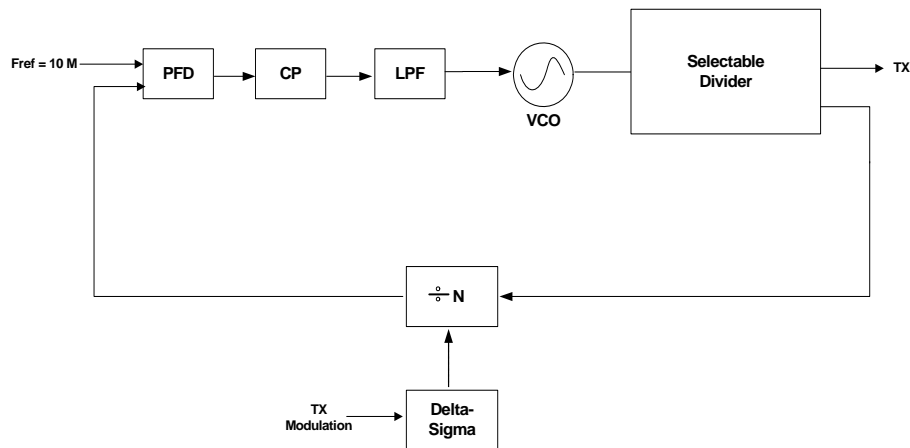 Fref = 10 M
PFD
CP
LPF
VCO
Selectable
Divider
TX
÷ N
TX
Modulation
Delta-
Sigma